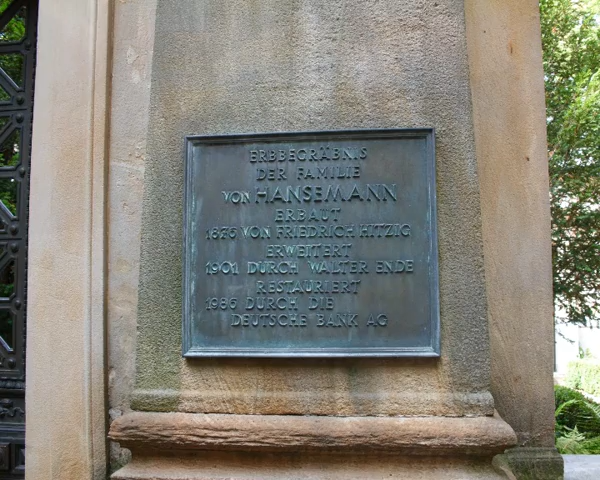 ERBBEGRÄBNIS
DER FAMILIE
VON HANSEMANN
ERBAUT
1876 VON FRIEDRICH HITZIG
ERWEITERT
1901 DURCH WALTER ENDE
RESTAURIERT
1986 DURCH DIE
DEUTSCHE BANK AG